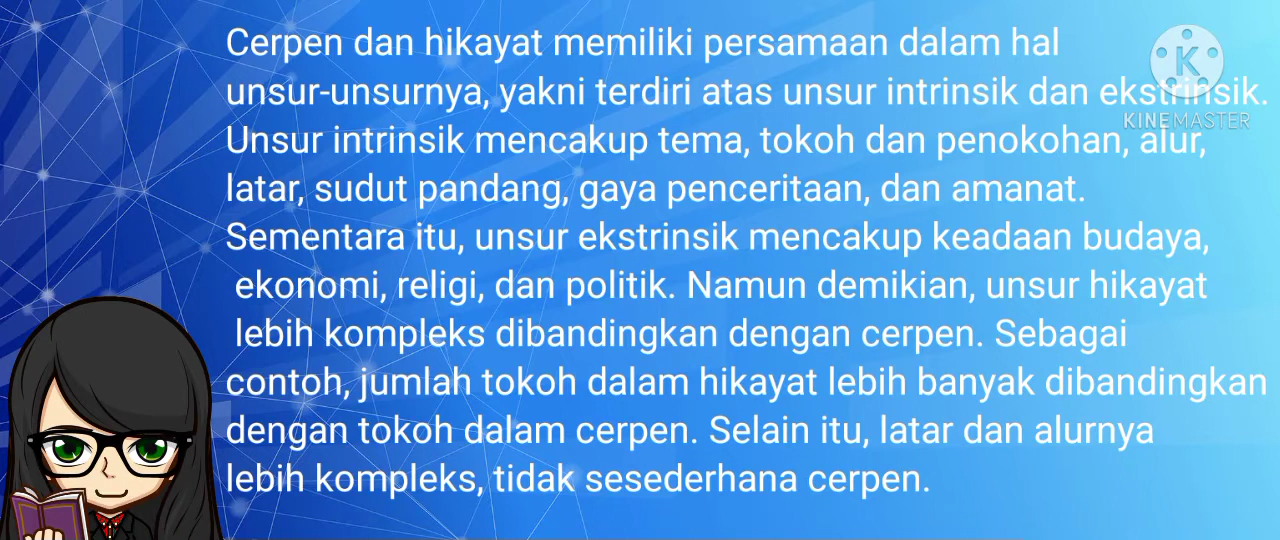 Cerpen dan hikayat memiliki persamaan dalam hal
unsur-unsurnya, yakni terdiri atas unsur intrinsik dan ekstrinsik.
Unsur intrinsik mencakup tema, tokoh dan penokohan, alur,
latar, sudut pandang, gaya penceritaan, dan amanat.
Sementara itu, unsur ekstrinsik mencakup keadaan budaya,
ekonomi, religi, dan politik. Namun demikian, unsur hikayat
lebih kompleks dibandingkan dengan cerpen. Sebagai
contoh, jumlah tokoh dalam hikayat lebih banyak dibandingkan
dengan tokoh dalam cerpen. Selain itu, latar dan alurnya
lebih kompleks, tidak sesederhana cerpen.
K
KINEMASTER